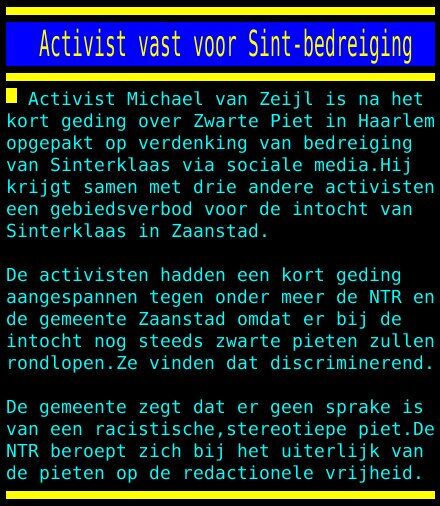 Activist vast voor Sint-bedreiging
Activist Michael van Zeijl is na het
kort geding over Zwarte Piet in Haarlem
opgepakt op verdenking van bedreiging
van Sinterklaas via sociale media.Hij
krijgt samen met drie andere activisten
een gebiedsverbod voor de intocht van
Sinterklaas in Zaanstad.

De activisten hadden een kort geding
aangespannen tegen onder meer de NTR en
de gemeente Zaanstad omdat er bij de
intocht nog steeds zwarte pieten zullen
rondlopen.Ze vinden dat discriminerend.

De gemeente zegt dat er geen sprake is
van een racistische,stereotiepe piet.De
NTR beroept zich bij het uiterlijk van
de pieten op de redactionele vrijheid.